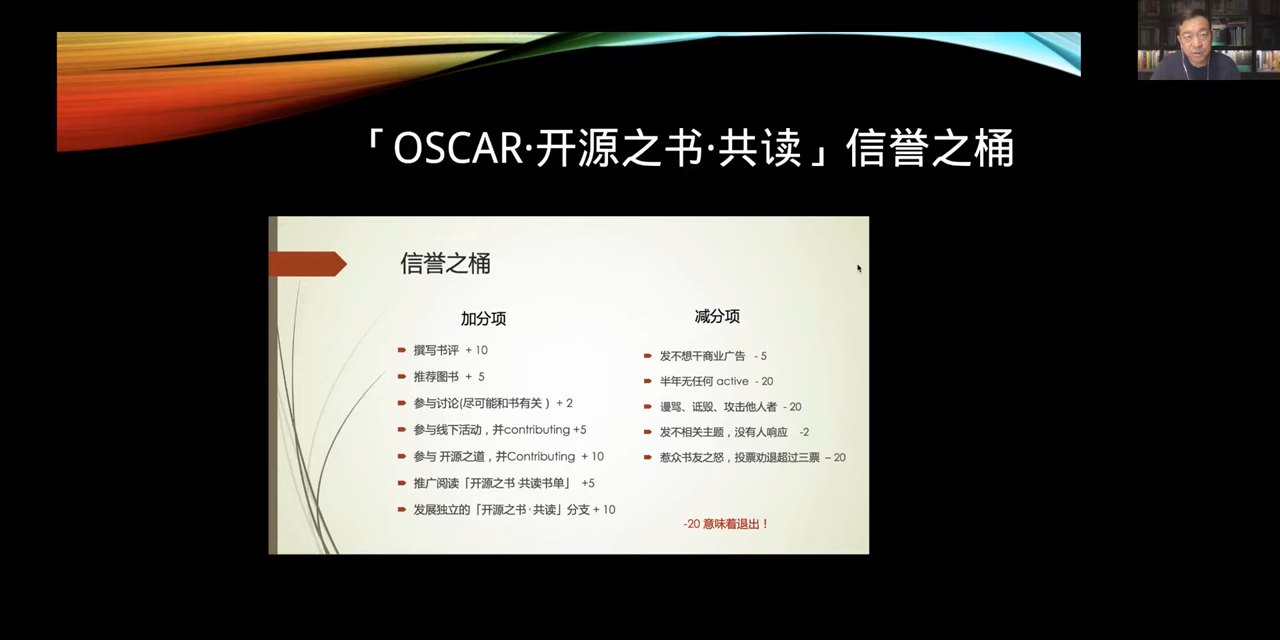 「OSCAR·开源之书·共读」信誉之桶
信誉之桶
加分项
撰写书评 + 10
推荐图书 + 5
参与讨论(尽可能和书有关 ) + 2
参与线下活动，并contributing +5
参与 开源之道，并Contributing + 10
推广阅读「开源之书·共读书单」 +5
发展独立的「开源之书·共读」分支 + 10
减分项
发不想干商业广告 - 5
半年无任何 active - 20
谩骂、诋毁、攻击他人者 - 20
发不相关主题，没有人响应 -2
惹众书友之怒，投票劝退超过三票 – 20
-20 意味着退出！